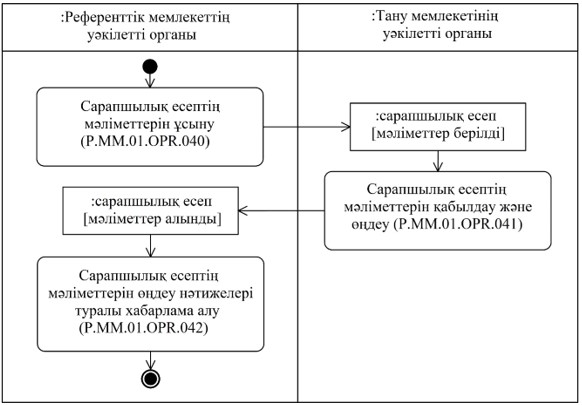 :Референттік мемлекеттің
уәкілетті органы
:Тану мемлекетінің
уәкілетті органы
Сарапшылық есептің
мәліметтерін ұсыну
(P.MM.01.OPR.040)
:сарапшылық есеп
[мәліметтер берілді]
Сарапшылық есептің
мәліметтерін қабылдау және
өңдеу (P.MM.01.OPR.041)
:сарапшылық есеп
[мәліметтер алынды]
Сарапшылық есептің
мәліметтерін өңдеу нәтижелері
туралы хабарлама алу
(P.MM.01.OPR.042)